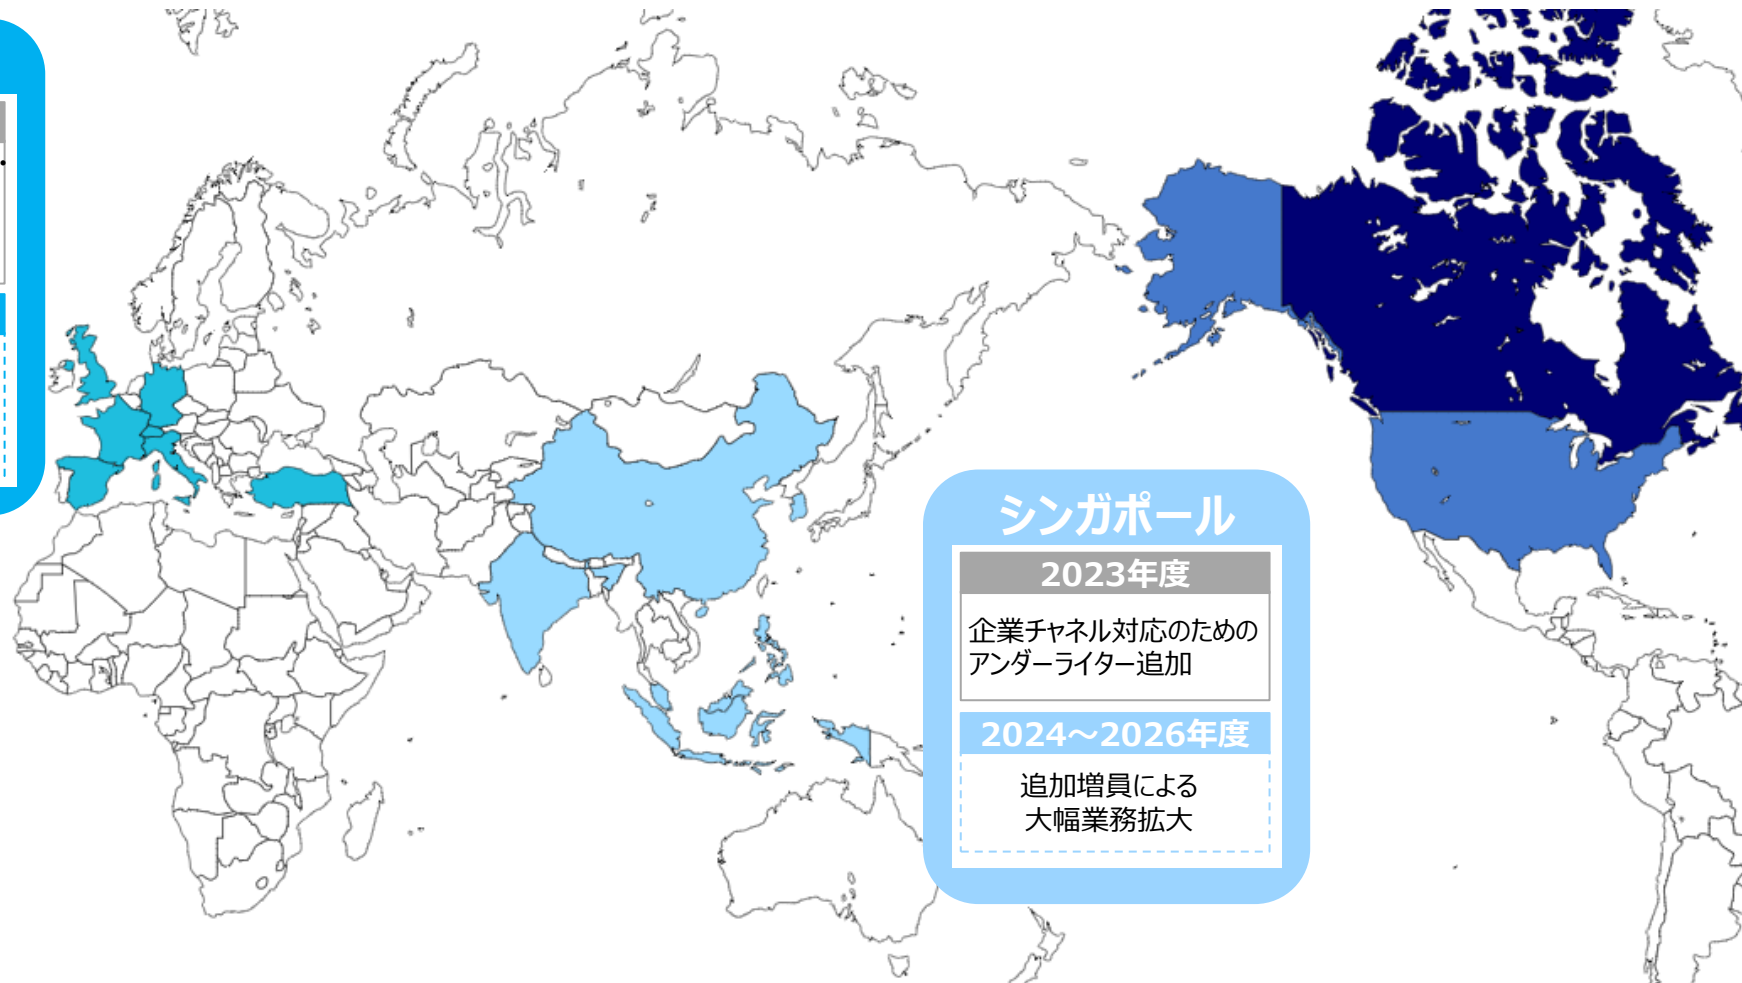 シンガポール
2023年度
企業チャネル対応のための
アンダーライター追加
2024～2026年度
追加増員による
大幅業務拡大